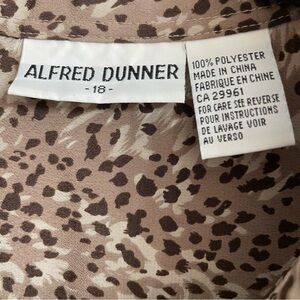 ALFRED DUNNER
- 18 -
100% POLYESTER
MADE IN CHINA
FABRIQUE EN CHINE
CA 29961
FOR CARE SEE REVERSE
POUR INSTRUCTIONS
DE LAVAGE VOIR
AU VERSO